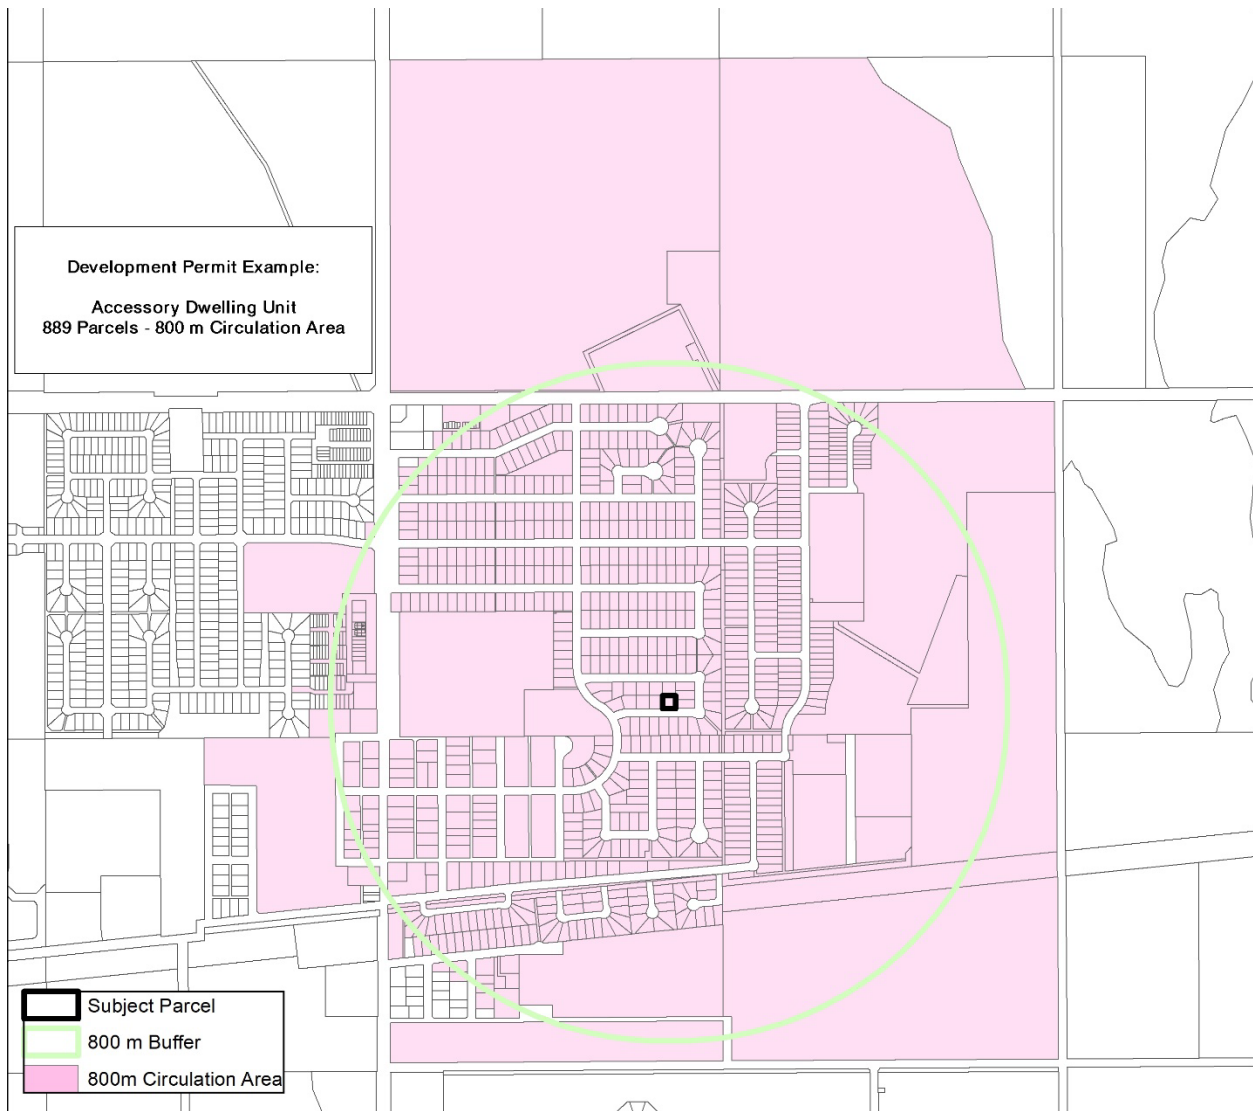 Development Permit Example:
Accessory Dwelling Unit
889 Parcels - 800 m Circulation Area
Subject Parcel
800 m Buffer
800m Circulation Area